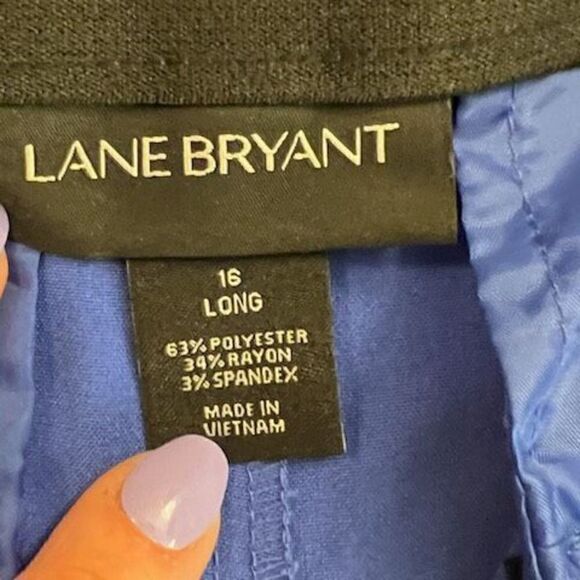 LANE BRYANT
16
LONG
63% POLYESTER
34% RAYON
3% SPANDEX
MADE IN
VIETNAM